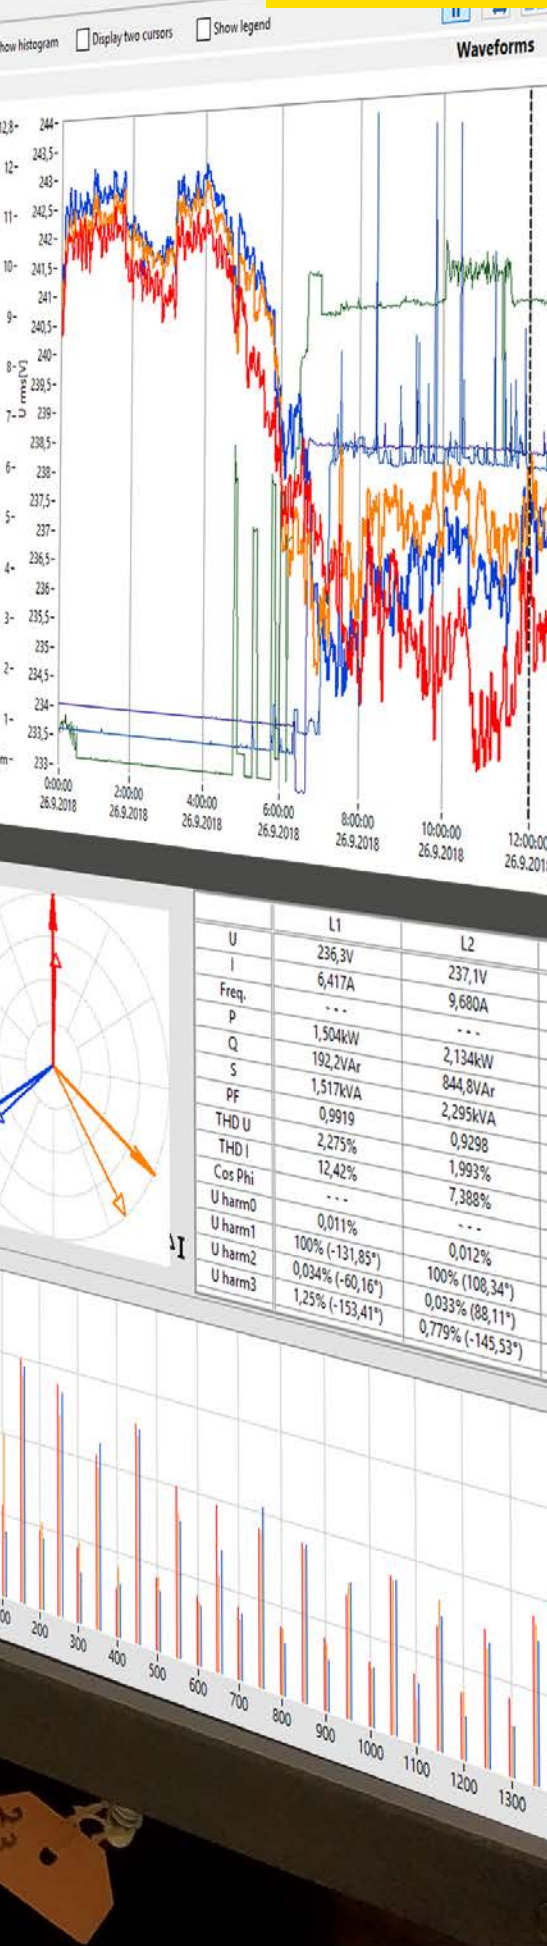 how histogram Display two cursors Show legend
Waveforms
12,8-
12-
11-
10-
9-
8-
7-
6-
5-
4-
3-
2-
1-
m-
U rms[V]
244-
243,5-
243-
242,5-
242-
241,5-
241-
240,5-
240-
239,5-
239-
238,5-
238-
237,5-
237-
236,5-
236-
235,5-
235-
234,5-
234-
233,5-
233-
0:00:00 2:00:00 4:00:00 6:00:00 8:00:00 10:00:00 12:00:00
26.9.2018 26.9.2018 26.9.2018 26.9.2018 26.9.2018 26.9.2018 26.9.201
L1 L2
U 236,3V 237,1V
I 6,417A 9,680A
Freq. - - - - - -
P 1,504kW 2,134kW
Q 192,2VAr 844,8VAr
S 1,517kVA 2,295kVA
PF 0,9919 0,9298
THD U 2,275% 1,993%
THD I 12,42% 7,388%
Cos Phi - - - - - -
U harm0 0,011% 0,012%
U harm1 100% (-131,85°) 100% (108,34°)
U harm2 0,034% (-60,16°) 0,033% (88,11°)
U harm3 1,25% (-153,41°) 0,779% (-145,53°)
00 200 300 400 500 600 700 800 900 1000 1100 1200 1300